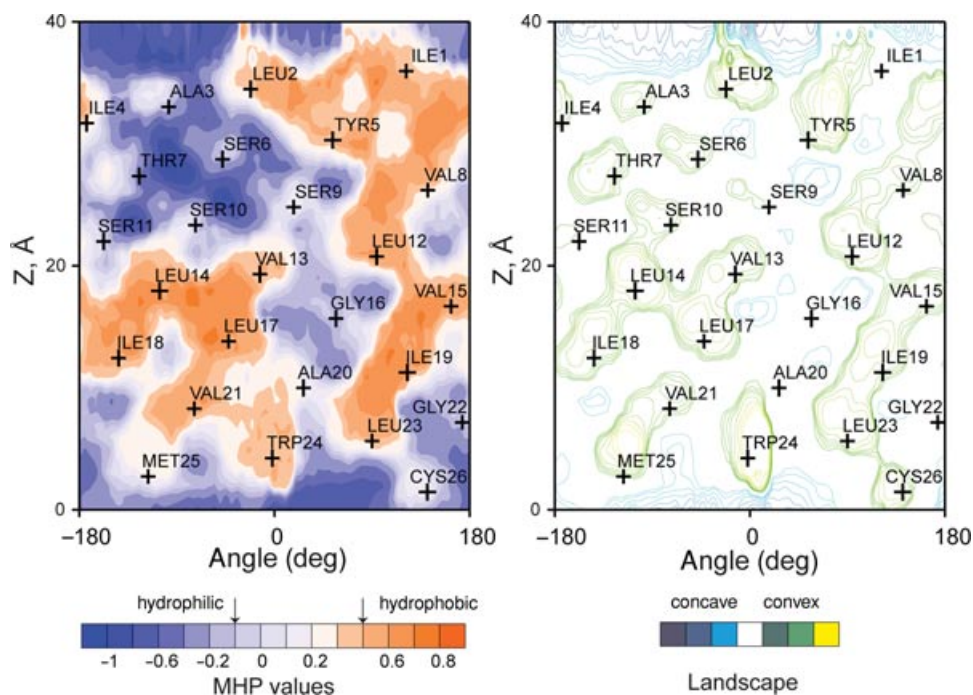 40
ILE1
LEU2
ALA3
ILE4
TYR5
SER6
THR7
VAL8
SER9
SER10
SER11
LEU12
20
VAL13
LEU14
VAL15
GLY16
LEU17
ILE18
ILE19
ALA20
VAL21
GLY22
LEU23
TRP24
MET25
CYS26
0
Z, Å
−180
0
180
Angle (deg)
hydrophilic
hydrophobic
−1
−0.6
−0.2
0
0.2
0.6
0.8
MHP values
40
ILE1
LEU2
ALA3
ILE4
TYR5
SER6
THR7
VAL8
SER9
SER10
SER11
LEU12
20
VAL13
LEU14
VAL15
GLY16
LEU17
ILE18
ILE19
ALA20
VAL21
GLY22
LEU23
TRP24
MET25
CYS26
0
Z, Å
−180
0
180
Angle (deg)
concave
convex
Landscape